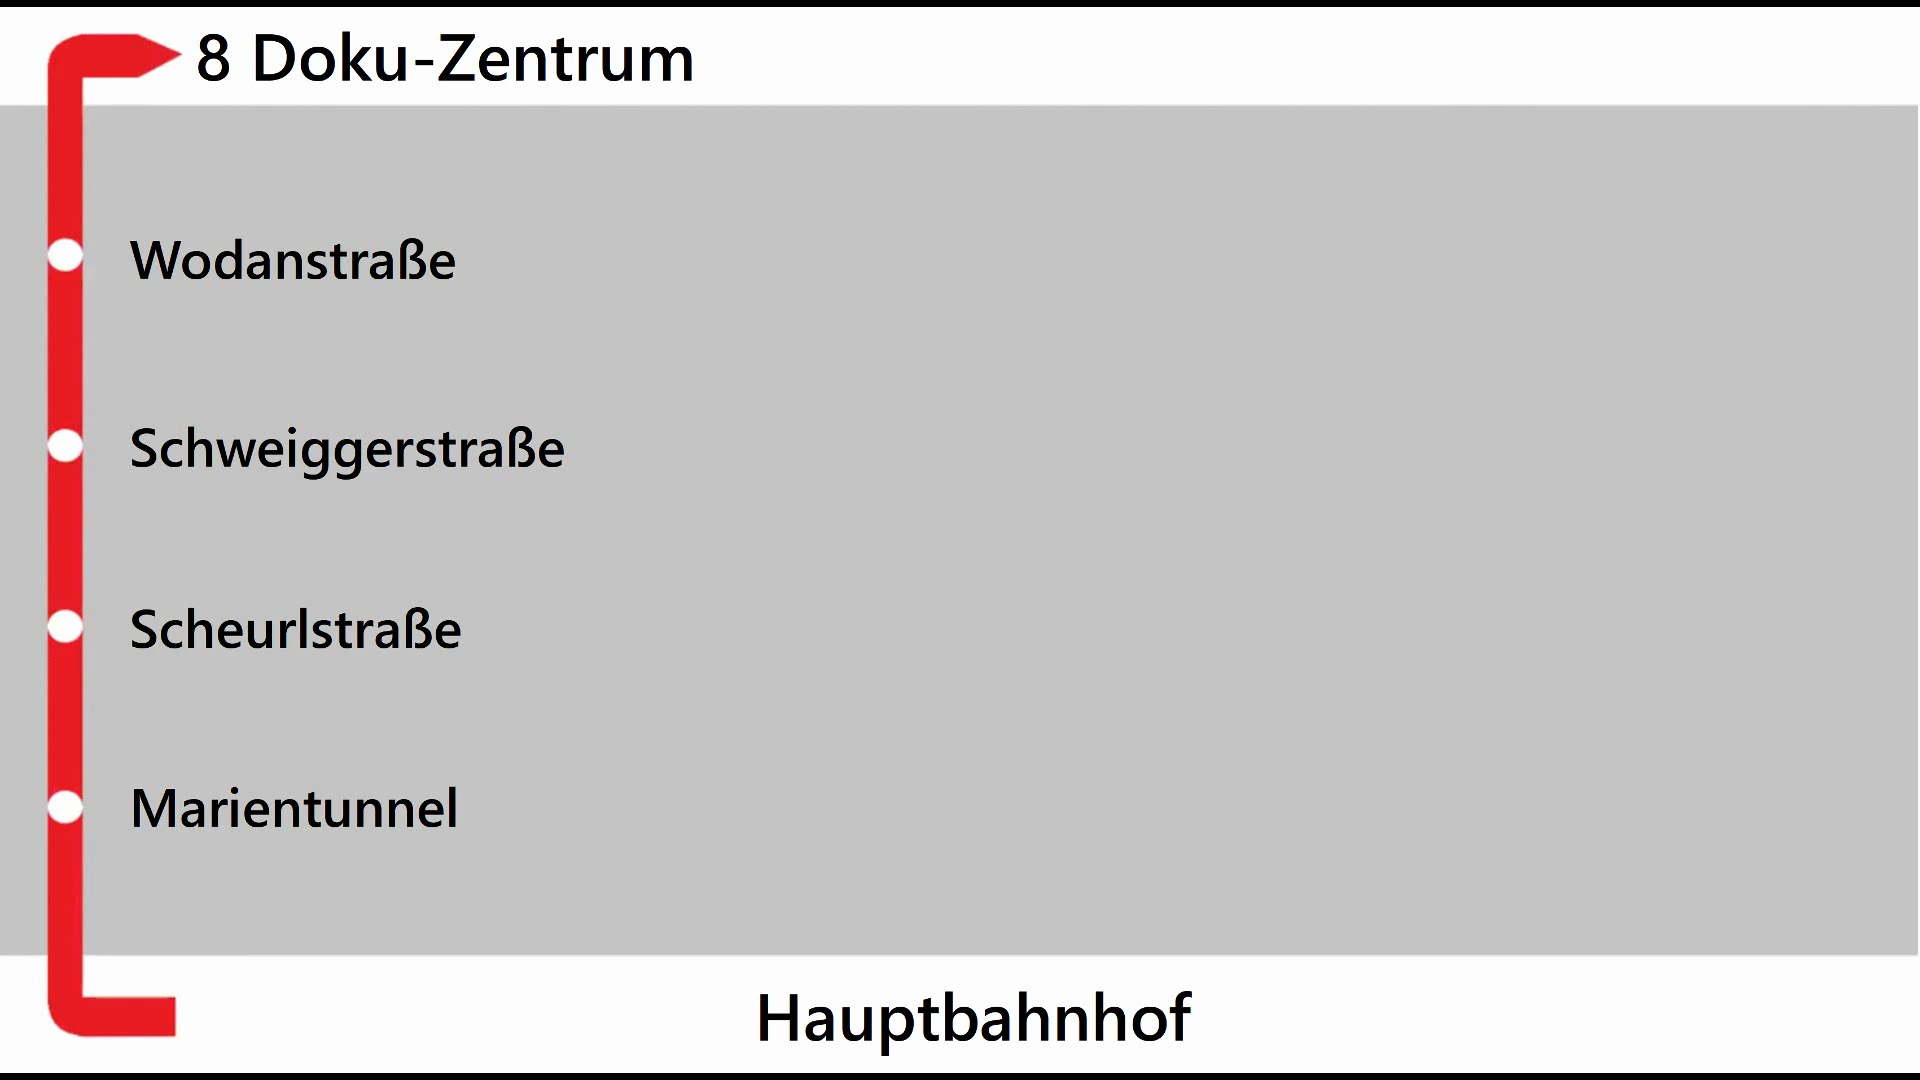 8 Doku-Zentrum
Wodanstraße
Schweiggerstraße
Scheurlstraße
Marientunnel
Hauptbahnhof